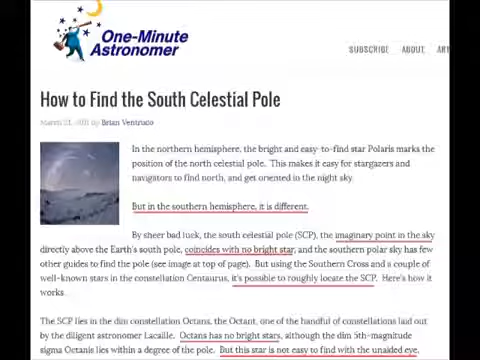 One-Minute
Astronomer
SUBSCRIBE ABOUT
How to Find the South Celestial Pole
March 21, 2011 by Brian Ventrudo
In the northern hemisphere, the bright and easy-to-find star Polaris marks the
position of the north celestial pole. This makes it easy for stargazers and
navigators to find north, and get oriented in the night sky.
But in the southern hemisphere, it is different.
By sheer bad luck, the south celestial pole (SCP), the imaginary point in the sky
directly above the Earth's south pole, coincides with no bright star, and the southern polar sky has few
other guides to find the pole (see image at top of page). But using the Southern Cross and a couple of
well-known stars in the constellation Centaurus, it's possible to roughly locate the SCP. Here's how it
works.
The SCP lies in the dim constellation Octans, the Octant, one of the handful of constellations laid out
by the diligent astronomer Lacaille. Octans has no bright stars, although the dim 5th-magnitude
sigma Octantis lies within a degree of the pole. But this star is not easy to find with the unaided eye.